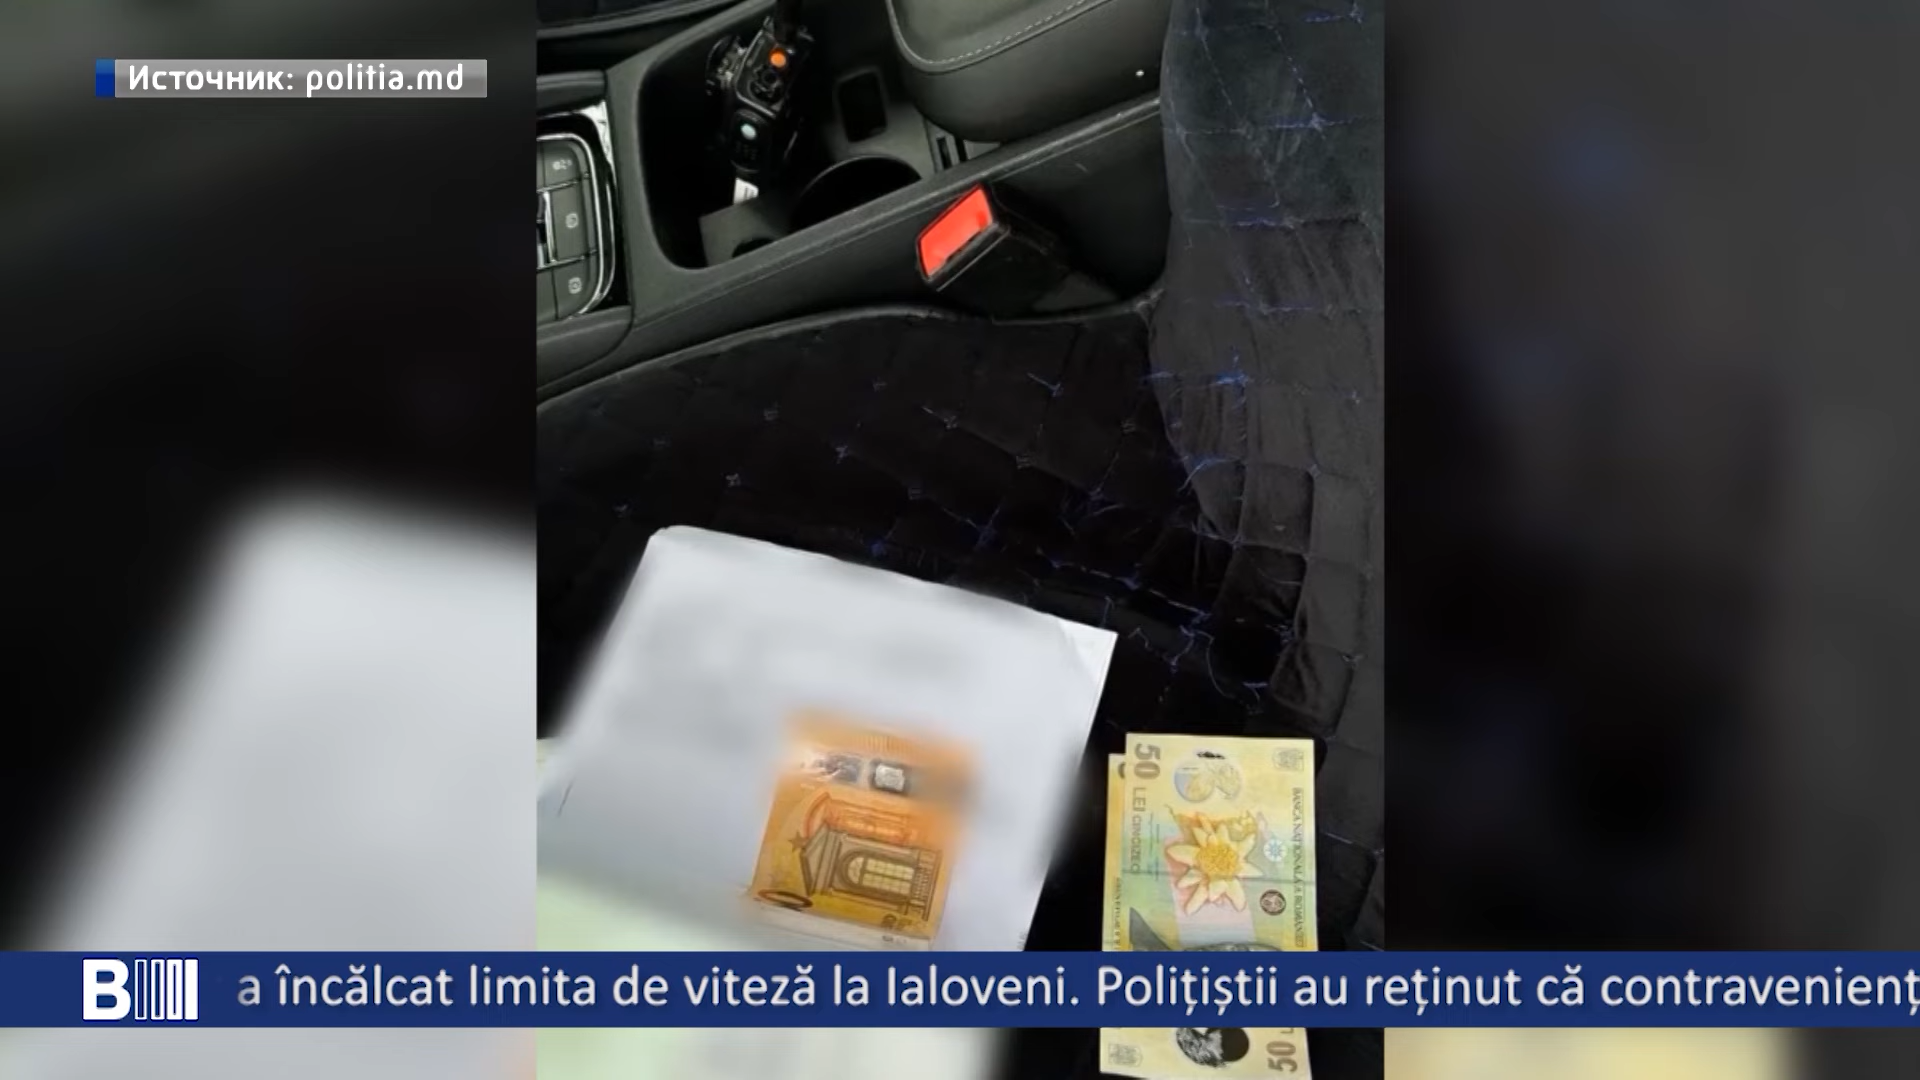 Источник: politia.md
50 LEI CINCIZECI
BANCA NAȚIONALĂ A ROMÂNIEI
B a încălcat limita de viteză la Ialoveni. Polițiștii au reținut că contravenienț
50